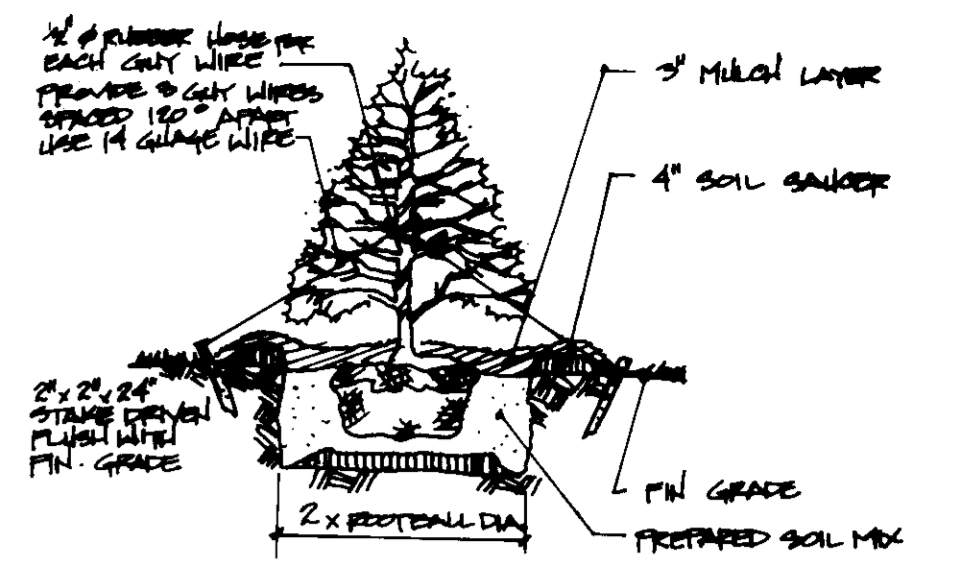 1/2" Ø RUBBER HOSE FOR
EACH GUY WIRE
PROVIDE 3 GUY WIRES
SPACED 120° APART
USE 14 GUAGE WIRE
3" MULCH LAYER
4" SOIL SAUCER
2" x 2" x 24"
STAKE DRIVEN
FLUSH WITH
FIN. GRADE
FIN GRADE
2 x ROOTBALL DIA.
PREPARED SOIL MIX